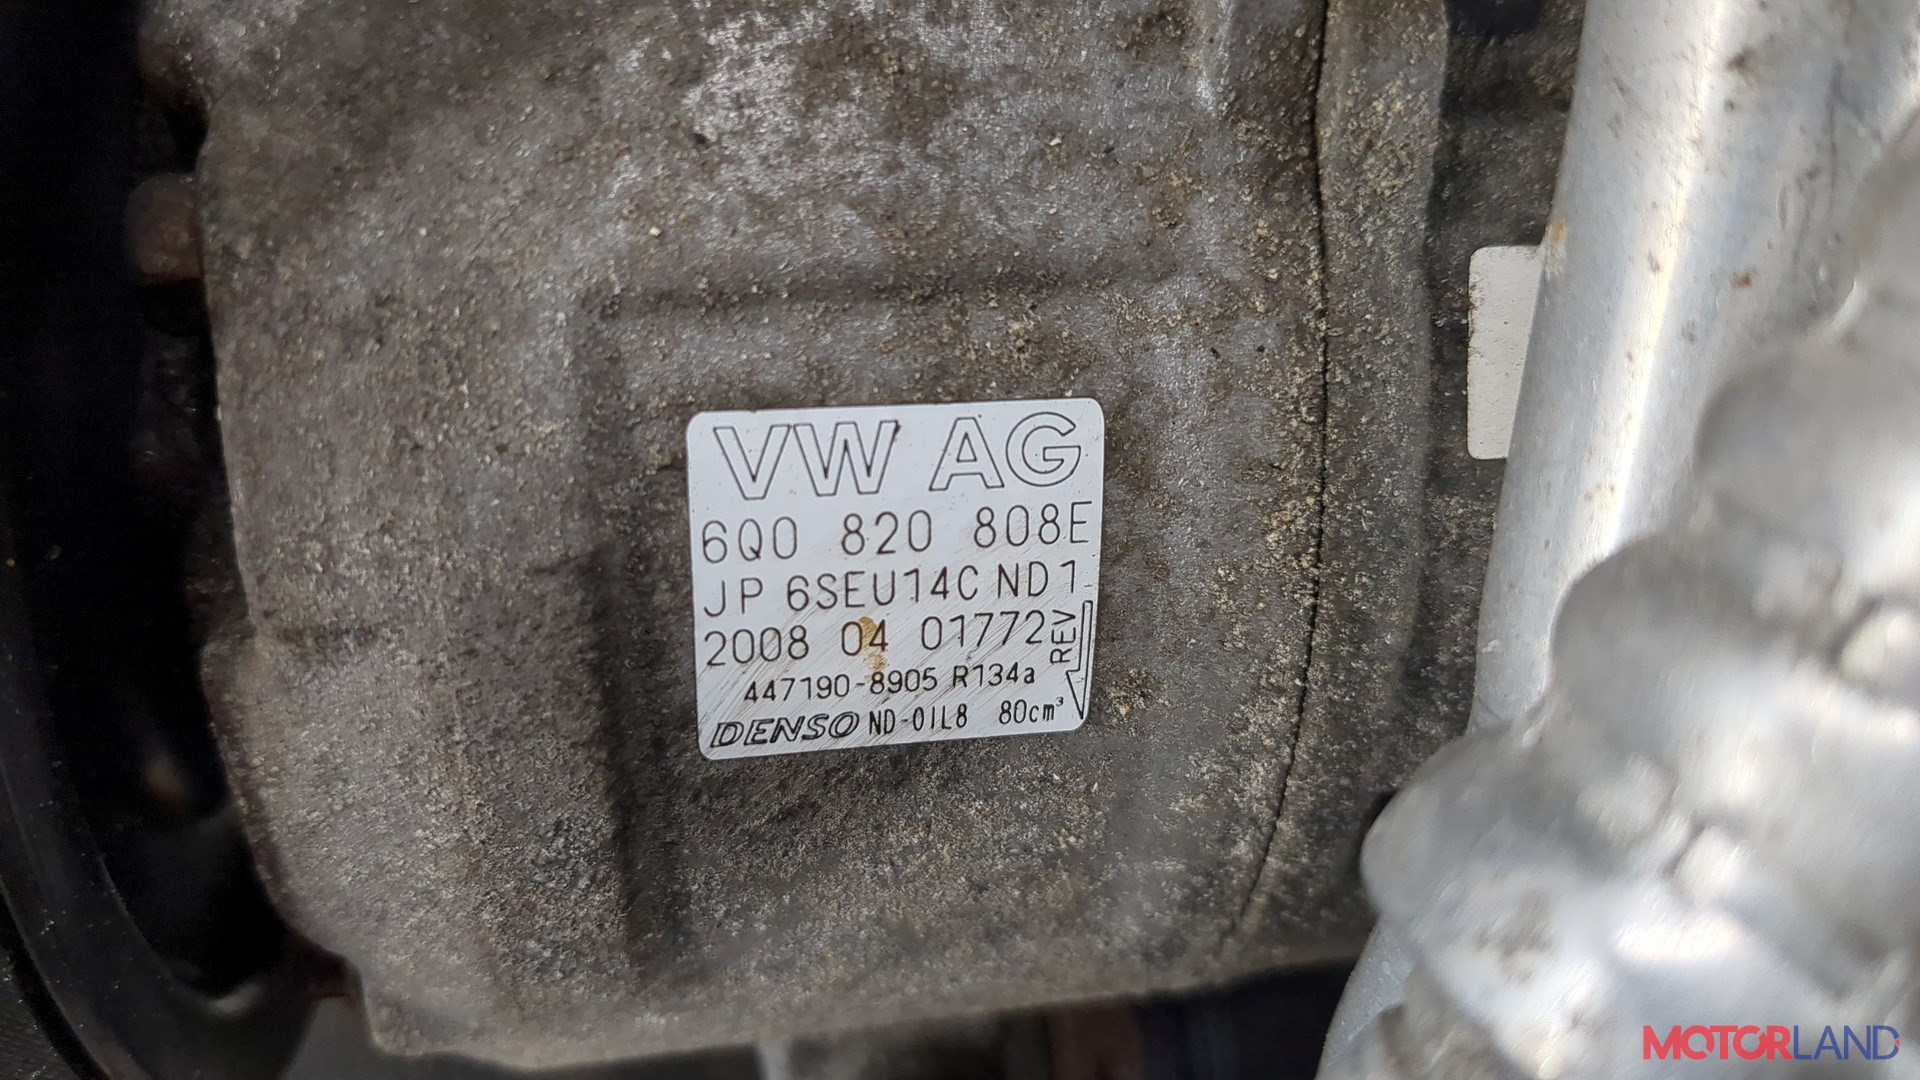 VW AG
6Q0 820 808E
JP 6SEU14C ND1
2008 04 01772
REV
447190-8905 R134a
DENSO ND-OIL8 80cm³
MOTORLAND